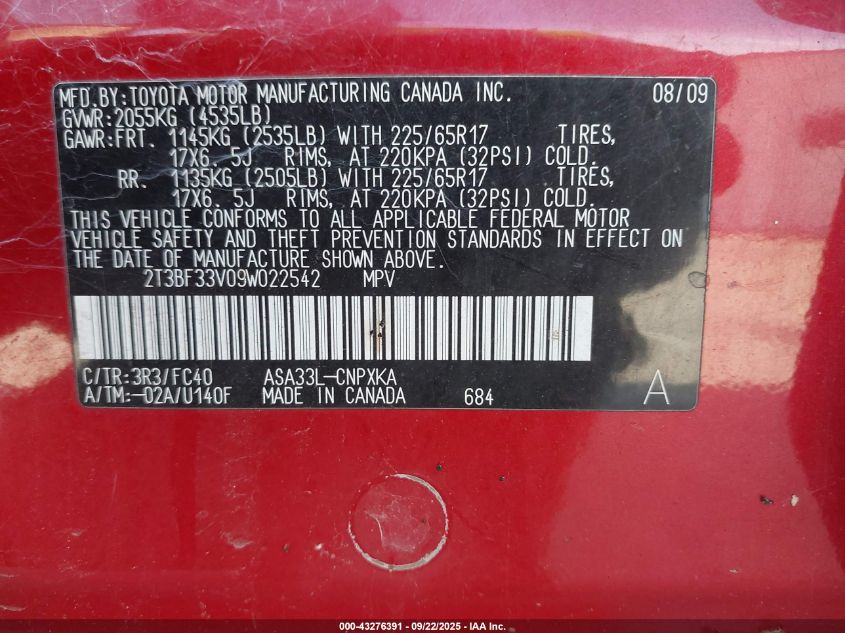 MFD.BY:TOYOTA MOTOR MANUFACTURING CANADA INC. 08/09
GVWR:2055KG (4535LB)
GAWR:FRT. 1145KG (2535LB) WITH 225/65R17 TIRES,
17X6.5J RIMS, AT 220KPA (32PSI) COLD.
RR. 1135KG (2505LB) WITH 225/65R17 TIRES,
17X6.5J RIMS, AT 220KPA (32PSI) COLD.
THIS VEHICLE CONFORMS TO ALL APPLICABLE FEDERAL MOTOR
VEHICLE SAFETY AND THEFT PREVENTION STANDARDS IN EFFECT ON
THE DATE OF MANUFACTURE SHOWN ABOVE.
2T3BF33V09W022542 MPV
C/TR:3R3/FC40 ASA33L-CNPXKA
A/TM:-02A/U140F MADE IN CANADA 684 A
000-43276391 - 09/22/2025 - IAA Inc.